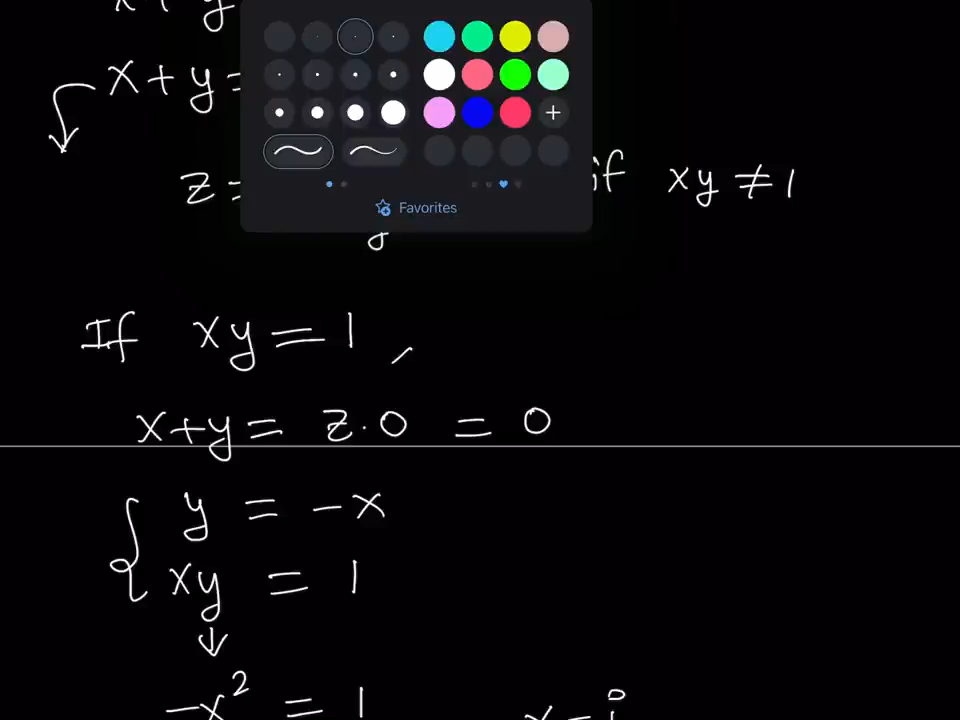 x + y
x + y =
z = if xy ≠ 1
Favorites
If xy = 1,
x + y = z · 0 = 0
y = -x
xy = 1
-x² = 1 x = i